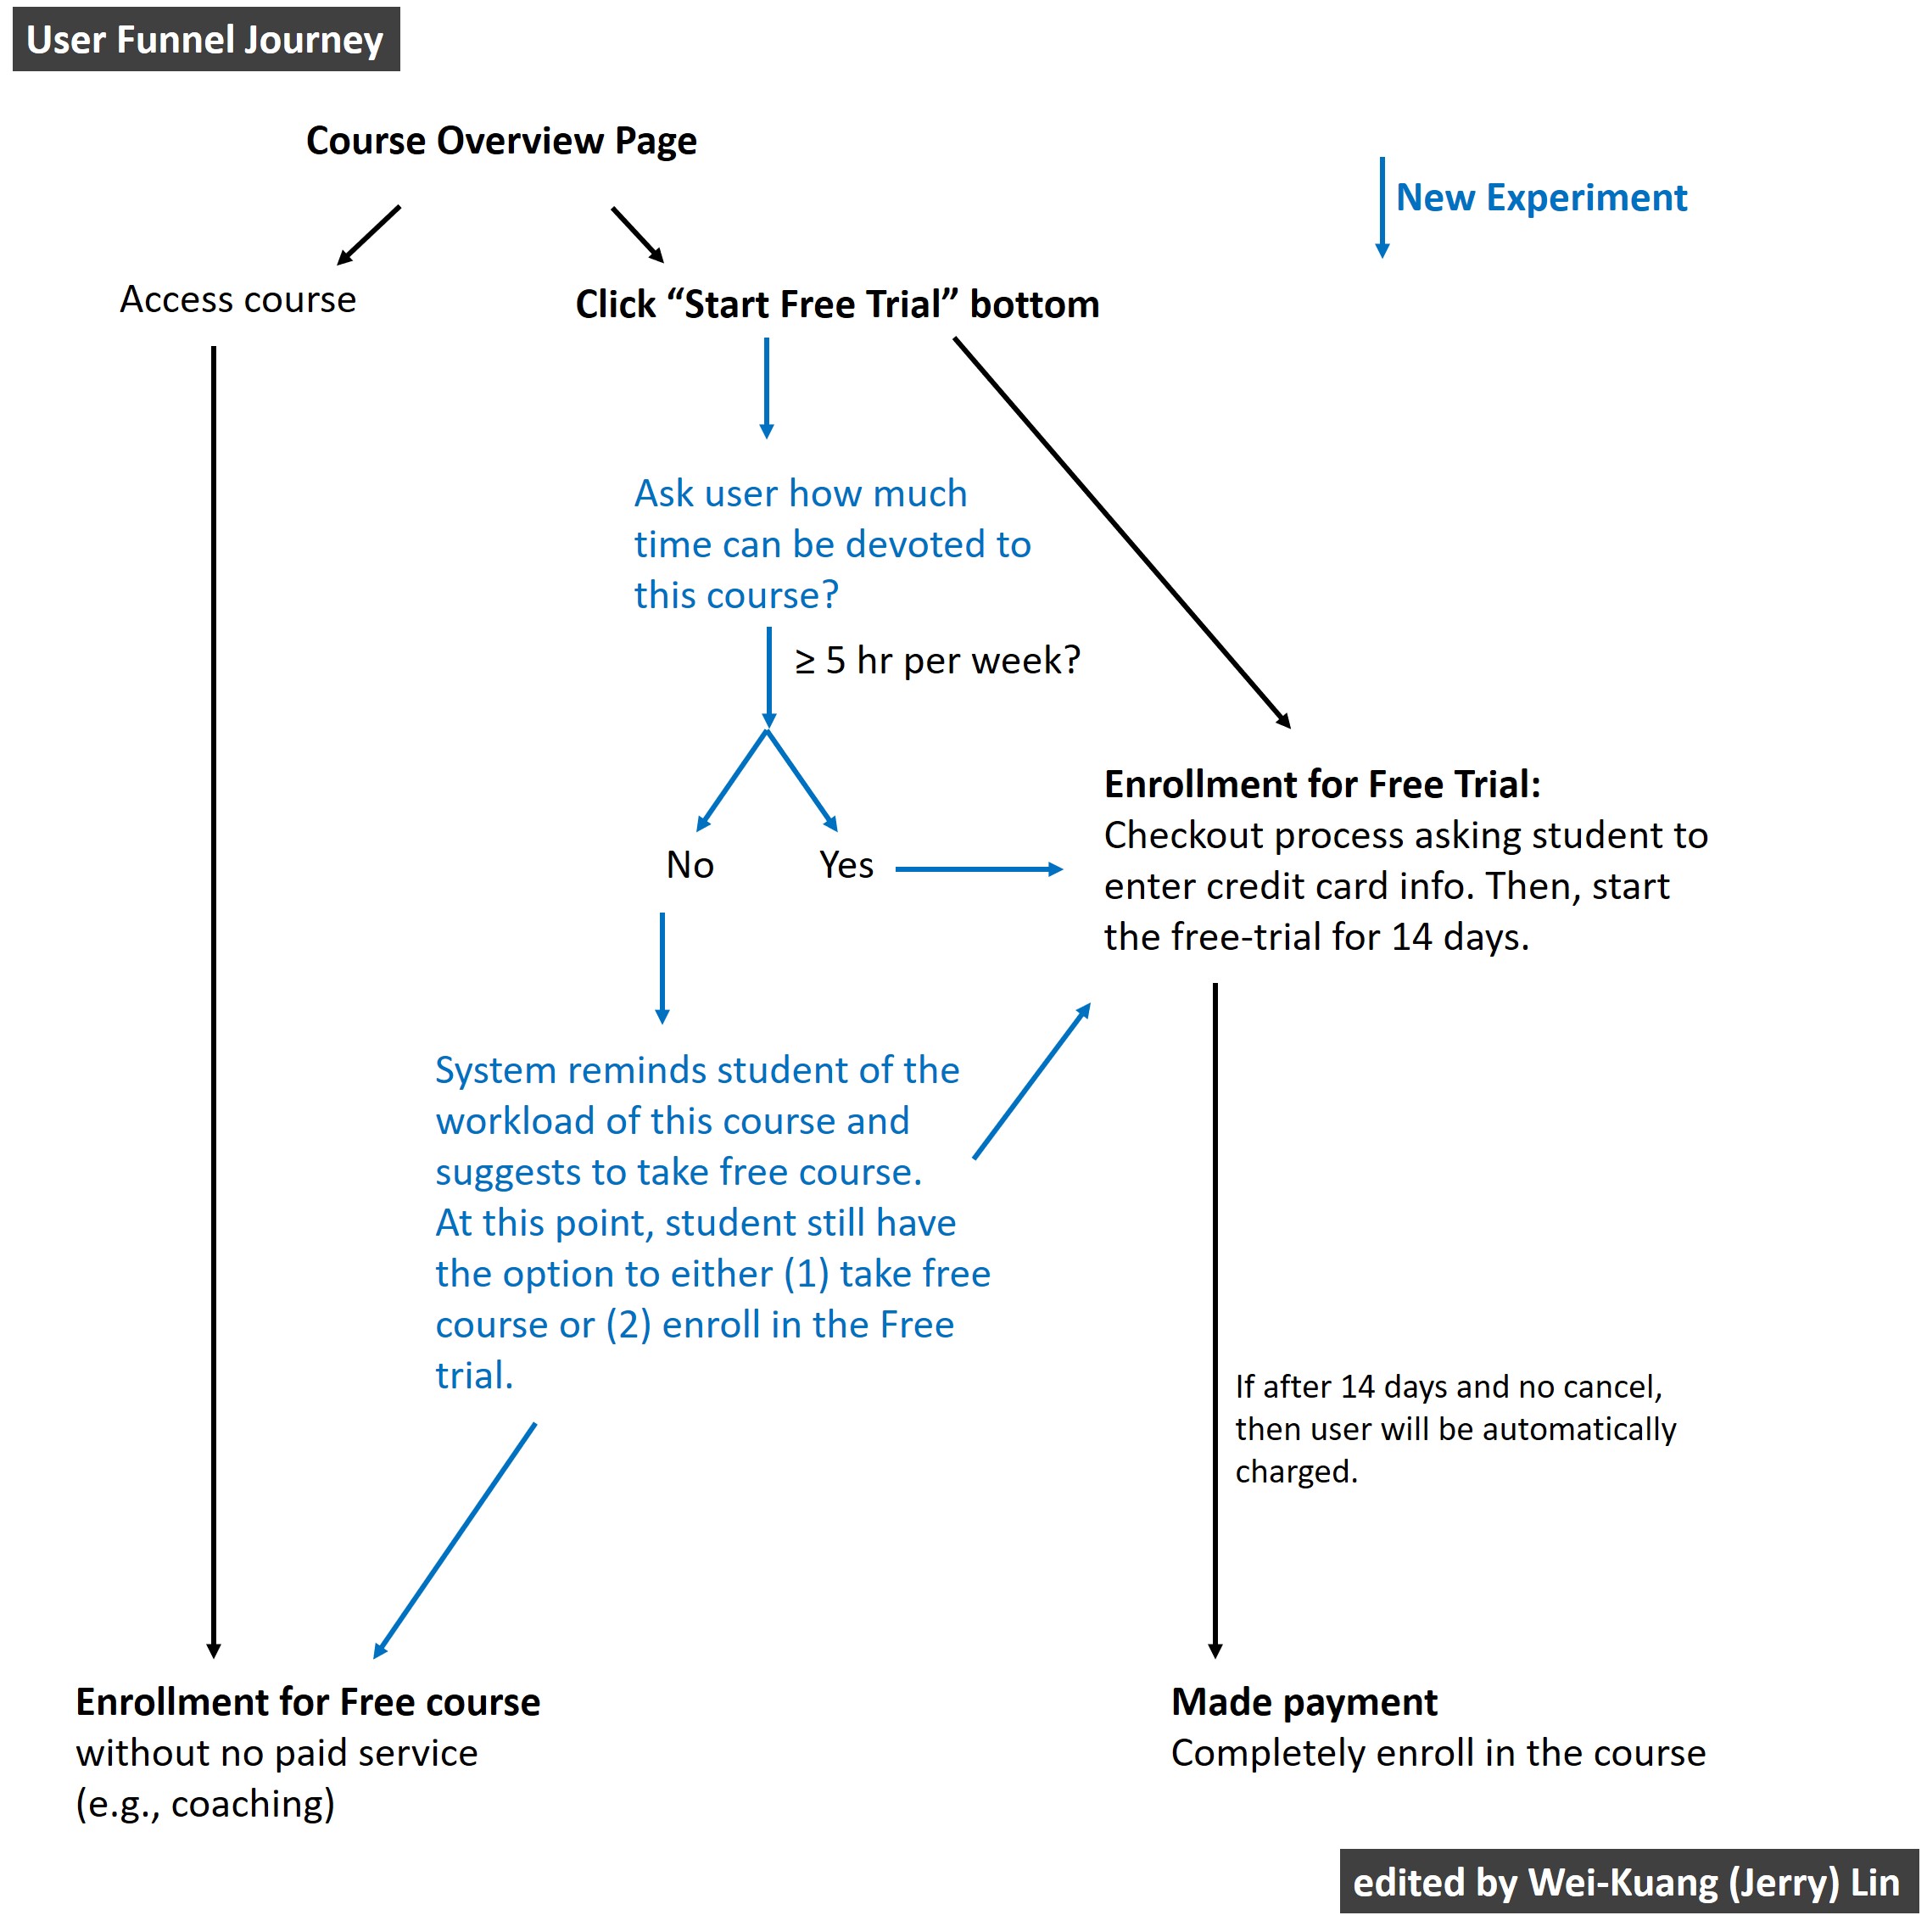 User Funnel Journey
Course Overview Page
New Experiment
Access course
Click “Start Free Trial” bottom
Ask user how much
time can be devoted to
this course?
≥ 5 hr per week?
No
Yes
Enrollment for Free Trial:
Checkout process asking student to
enter credit card info. Then, start
the free-trial for 14 days.
System reminds student of the
workload of this course and
suggests to take free course.
At this point, student still have
the option to either (1) take free
course or (2) enroll in the Free
trial.
If after 14 days and no cancel,
then user will be automatically
charged.
Enrollment for Free course
without no paid service
(e.g., coaching)
Made payment
Completely enroll in the course
edited by Wei-Kuang (Jerry) Lin